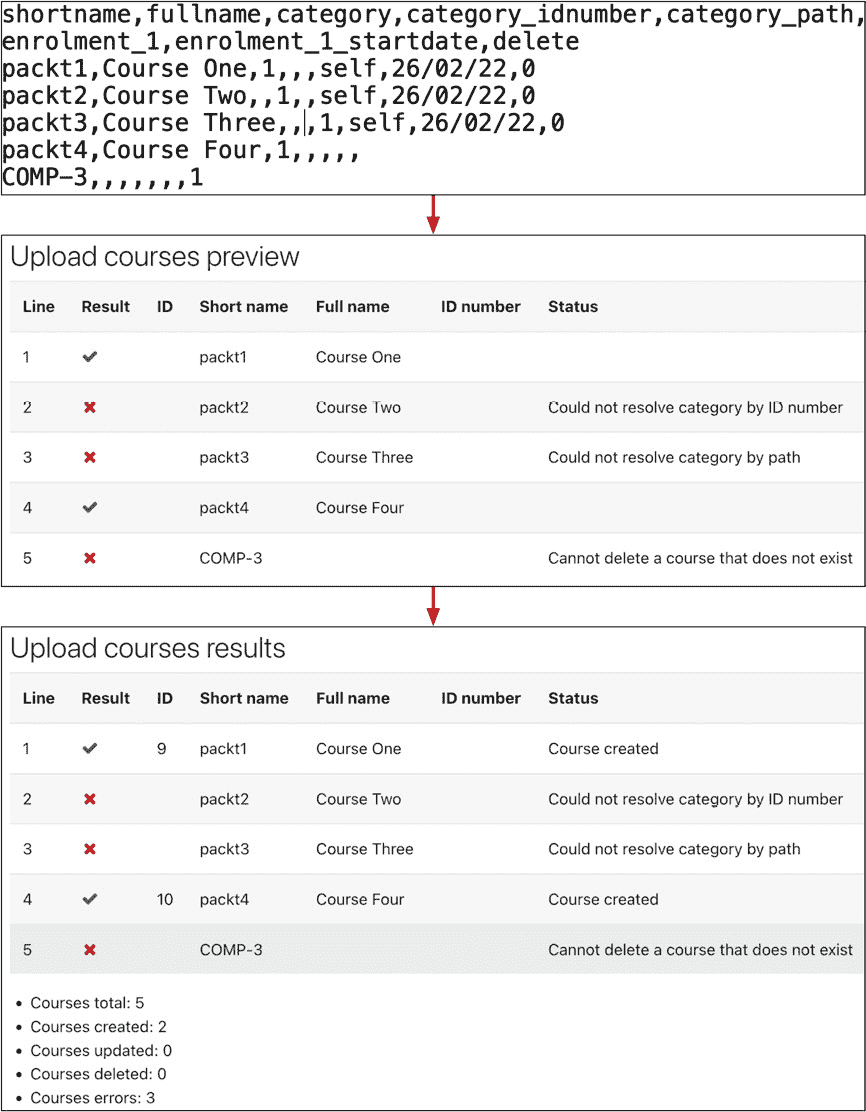 shortname,fullname,category,category_idnumber,category_path,
enrolment_1,enrolment_1_startdate,delete
packt1,Course One,1,,,self,26/02/22,0
packt2,Course Two,,1,,self,26/02/22,0
packt3,Course Three,,,1,self,26/02/22,0
packt4,Course Four,1,,,,,
COMP-3,,,,,,,1
Upload courses preview
Line Result ID Short name Full name ID number Status
1 ✔ packt1 Course One
2 ✖ packt2 Course Two Could not resolve category by ID number
3 ✖ packt3 Course Three Could not resolve category by path
4 ✔ packt4 Course Four
5 ✖ COMP-3 Cannot delete a course that does not exist
Upload courses results
Line Result ID Short name Full name ID number Status
1 ✔ 9 packt1 Course One Course created
2 ✖ packt2 Course Two Could not resolve category by ID number
3 ✖ packt3 Course Three Could not resolve category by path
4 ✔ 10 packt4 Course Four Course created
5 ✖ COMP-3 Cannot delete a course that does not exist
• Courses total: 5
• Courses created: 2
• Courses updated: 0
• Courses deleted: 0
• Courses errors: 3